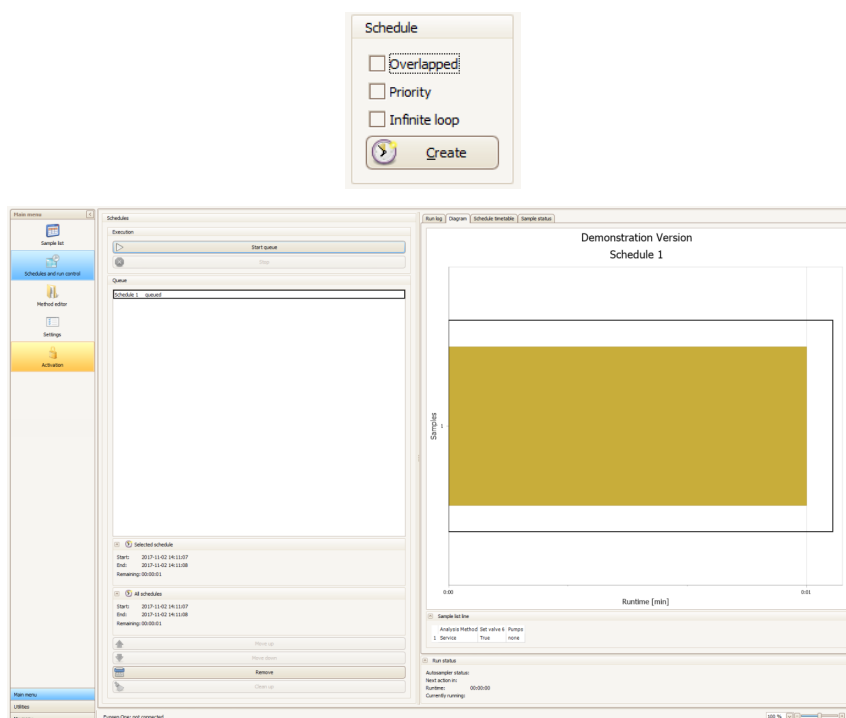 Schedule
Overlapped
Priority
Infinite loop
Create
Main menu
Sample list
Schedules and run control
Method editor
Settings
Activation
Main menu
Utilities
Schedules
Execution
Start queue
Stop
Queue
Schedule 1 queued
Selected schedule
Start: 2017-11-02 14:11:07
End: 2017-11-02 14:11:08
Remaining: 00:00:01
All schedules
Start: 2017-11-02 14:11:07
End: 2017-11-02 14:11:08
Remaining: 00:00:01
Move up
Move down
Remove
Clean up
Run log Diagram Schedule timetable Sample status
Demonstration Version
Schedule 1
Samples
1
0:00 0:01
Runtime [min]
Sample list line
Analysis Method Set valve 6 Pumps
1 Service True none
Run status
Autosampler status:
Next action in:
Runtime: 00:00:00
Currently running:
not connected
100 %